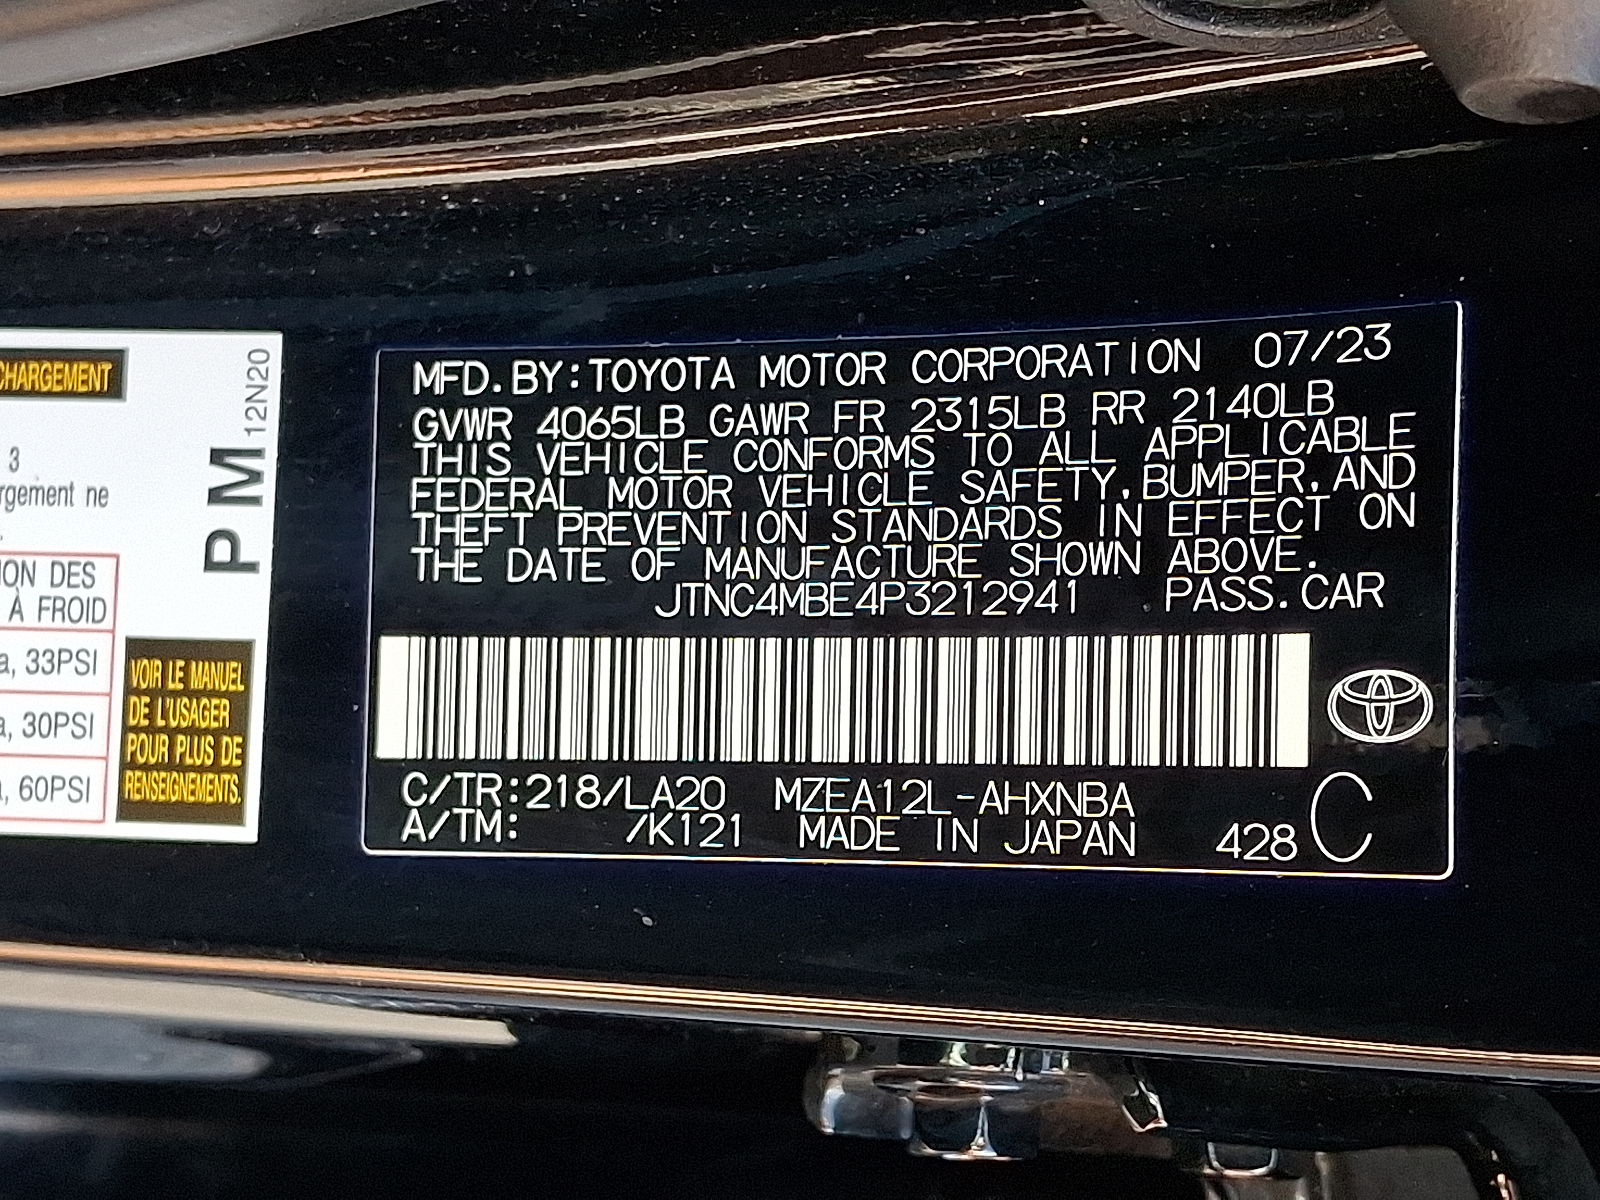 CHARGEMENT
3
rgement ne
ION DES
À FROID
a, 33PSI
a, 30PSI
, 60PSI
P M 12N20
VOIR LE MANUEL
DE L'USAGER
POUR PLUS DE
RENSEIGNEMENTS.
MFD.BY:TOYOTA MOTOR CORPORATION 07/23
GVWR 4065LB GAWR FR 2315LB RR 2140LB
THIS VEHICLE CONFORMS TO ALL APPLICABLE
FEDERAL MOTOR VEHICLE SAFETY,BUMPER,AND
THEFT PREVENTION STANDARDS IN EFFECT ON
THE DATE OF MANUFACTURE SHOWN ABOVE.
JTNC4MBE4P3212941 PASS.CAR
C/TR:218/LA20 MZEA12L-AHXNBA
A/TM: /K121 MADE IN JAPAN 428 C